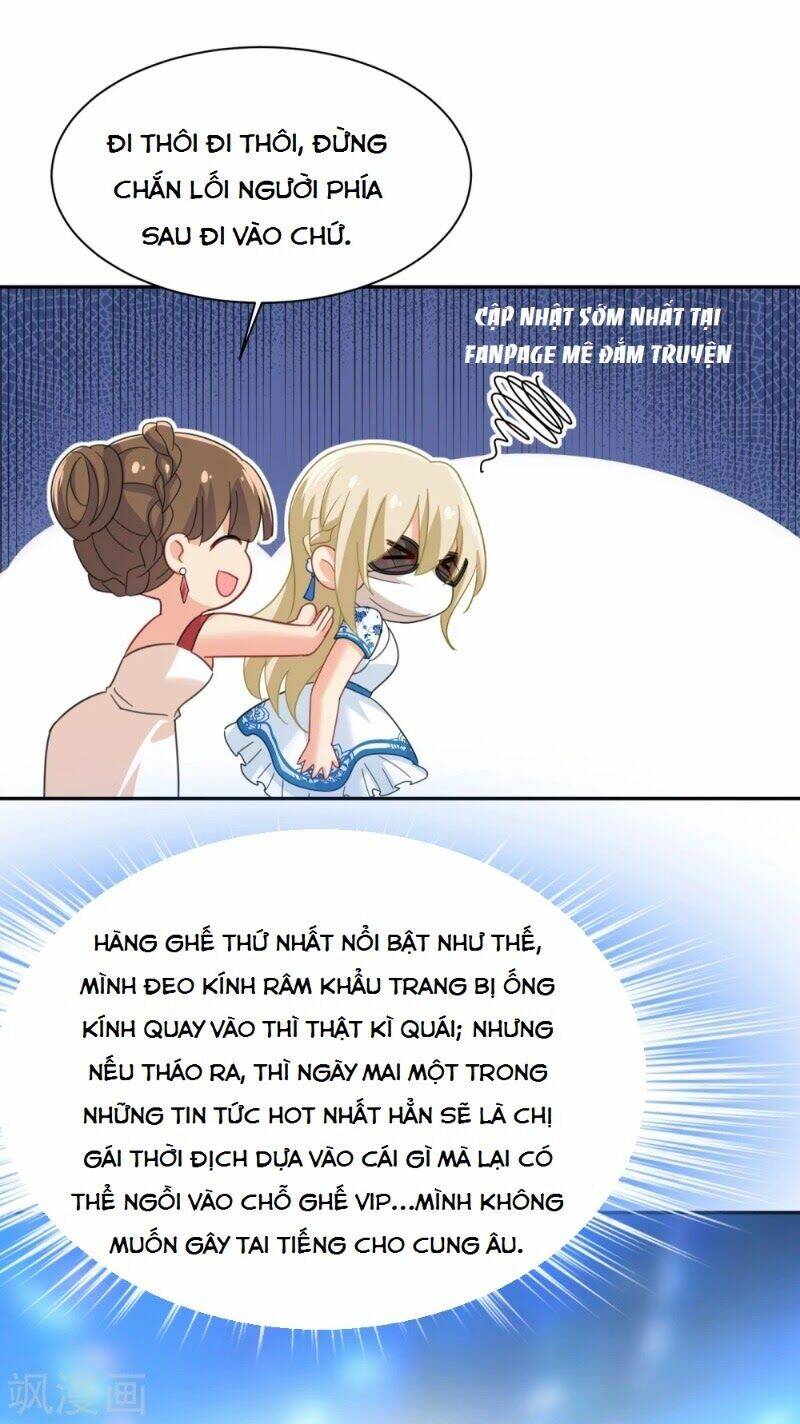 ĐI THÔI ĐI THÔI, ĐỪNG
CHẮN LỐI NGƯỜI PHÍA
SAU ĐI VÀO CHỨ.
CẬP NHẬT SỚM NHẤT TẠI
FANPAGE MÊ ĐẮM TRUYỆN
HÀNG GHẾ THỨ NHẤT NỔI BẬT NHƯ THẾ,
MÌNH ĐEO KÍNH RÂM KHẨU TRANG BỊ ỐNG
KÍNH QUAY VÀO THÌ THẬT KÌ QUÁI; NHƯNG
NẾU THÁO RA, THÌ NGÀY MAI MỘT TRONG
NHỮNG TIN TỨC HOT NHẤT HẲN SẼ LÀ CHỊ
GÁI THỜI ĐỊCH DỰA VÀO CÁI GÌ MÀ LẠI CÓ
THỂ NGỒI VÀO CHỖ GHẾ VIP...MÌNH KHÔNG
MUỐN GÂY TAI TIẾNG CHO CUNG ÂU.
飒漫画